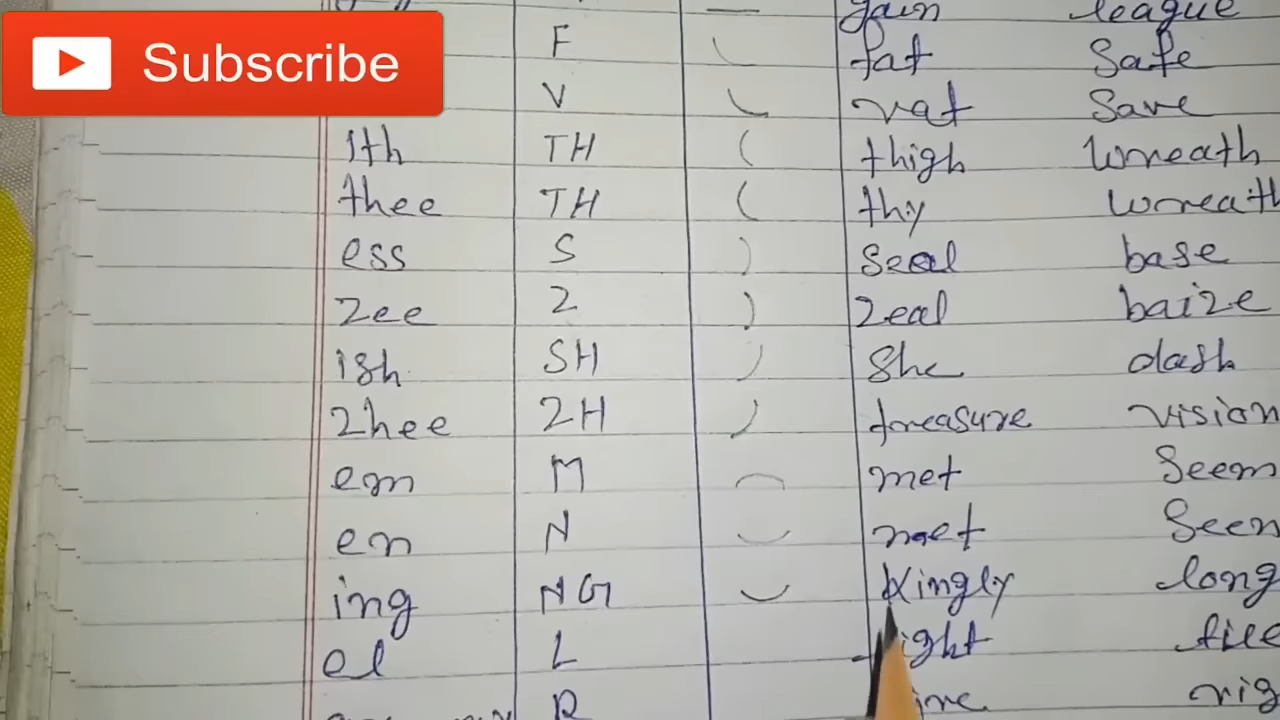 gain league
Subscribe
F fat Safe
V vat Save
ith TH thigh Wreath
thee TH thy wreath
ess S Seal base
Zee Z Zeal baize
ish SH She dash
Zhee ZH treasure vision
em M met Seem
en N net Seen
ing NG Kingly long
el L
R